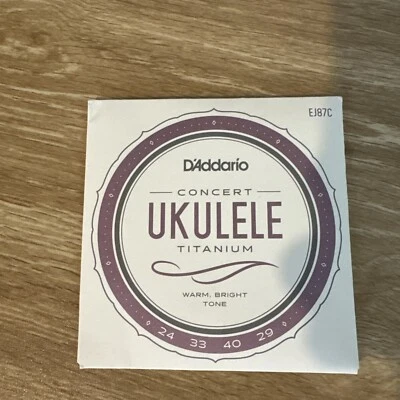 EJ87C
D'Addario
CONCERT
UKULELE
TITANIUM
WARM, BRIGHT
TONE
24 33 40 29